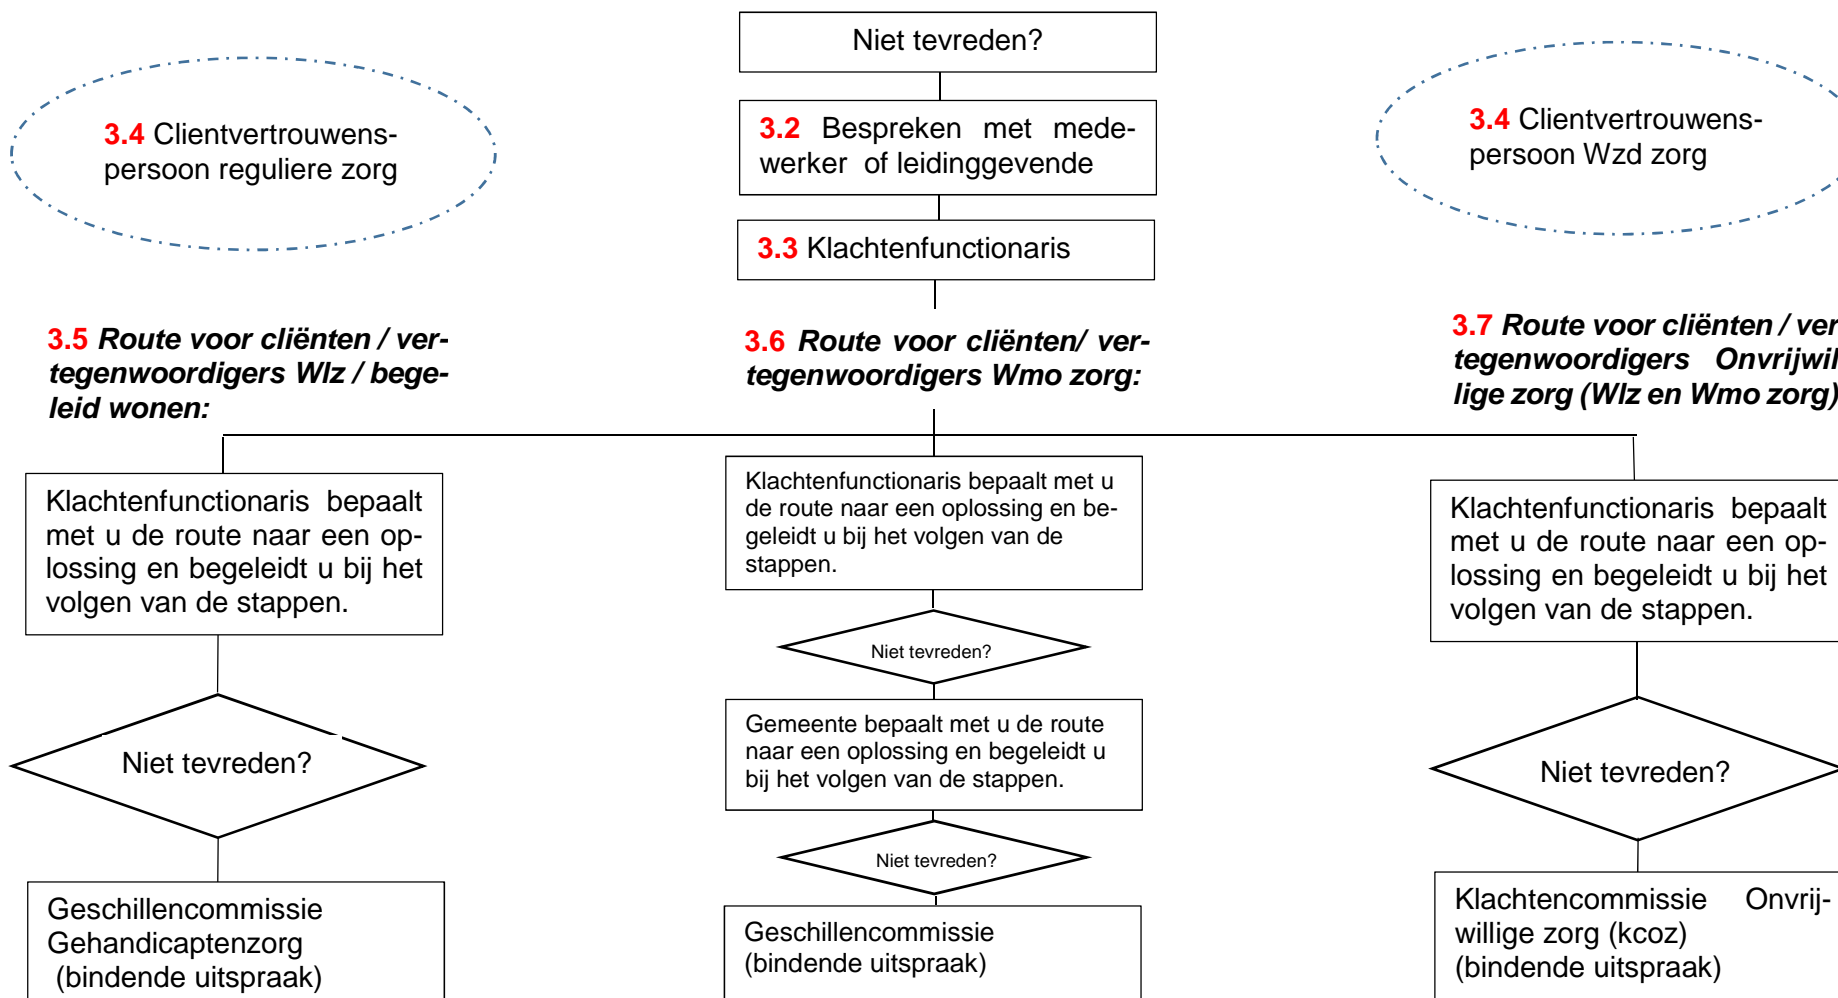 Niet tevreden?
3.4 Clientvertrouwens-
persoon reguliere zorg
3.2 Bespreken met mede-
werker of leidinggevende
3.4 Clientvertrouwens-
persoon Wzd zorg
3.3 Klachtenfunctionaris
3.5 Route voor cliënten / ver-
tegenwoordigers Wlz / bege-
leid wonen:
3.6 Route voor cliënten/ ver-
tegenwoordigers Wmo zorg:
3.7 Route voor cliënten / ver
tegenwoordigers Onvrijwil
lige zorg (Wlz en Wmo zorg)
Klachtenfunctionaris bepaalt
met u de route naar een op-
lossing en begeleidt u bij het
volgen van de stappen.
Klachtenfunctionaris bepaalt met u
de route naar een oplossing en be-
geleidt u bij het volgen van de
stappen.
Klachtenfunctionaris bepaalt
met u de route naar een op-
lossing en begeleidt u bij het
volgen van de stappen.
Niet tevreden?
Niet tevreden?
Gemeente bepaalt met u de route
naar een oplossing en begeleidt u
bij het volgen van de stappen.
Niet tevreden?
Niet tevreden?
Geschillencommissie
Gehandicaptenzorg
(bindende uitspraak)
Geschillencommissie
(bindende uitspraak)
Klachtencommissie Onvrij-
willige zorg (kcoz)
(bindende uitspraak)